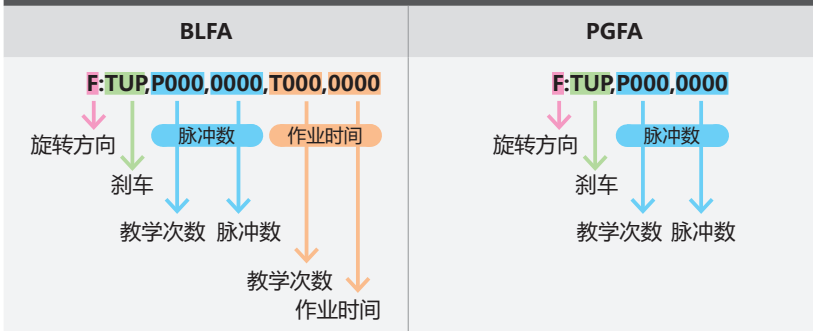 BLFA
PGFA
F:TUP,P000,0000,T000,0000
旋转方向
脉冲数
作业时间
刹车
教学次数
脉冲数
教学次数
作业时间
F:TUP,P000,0000
旋转方向
脉冲数
刹车
教学次数
脉冲数